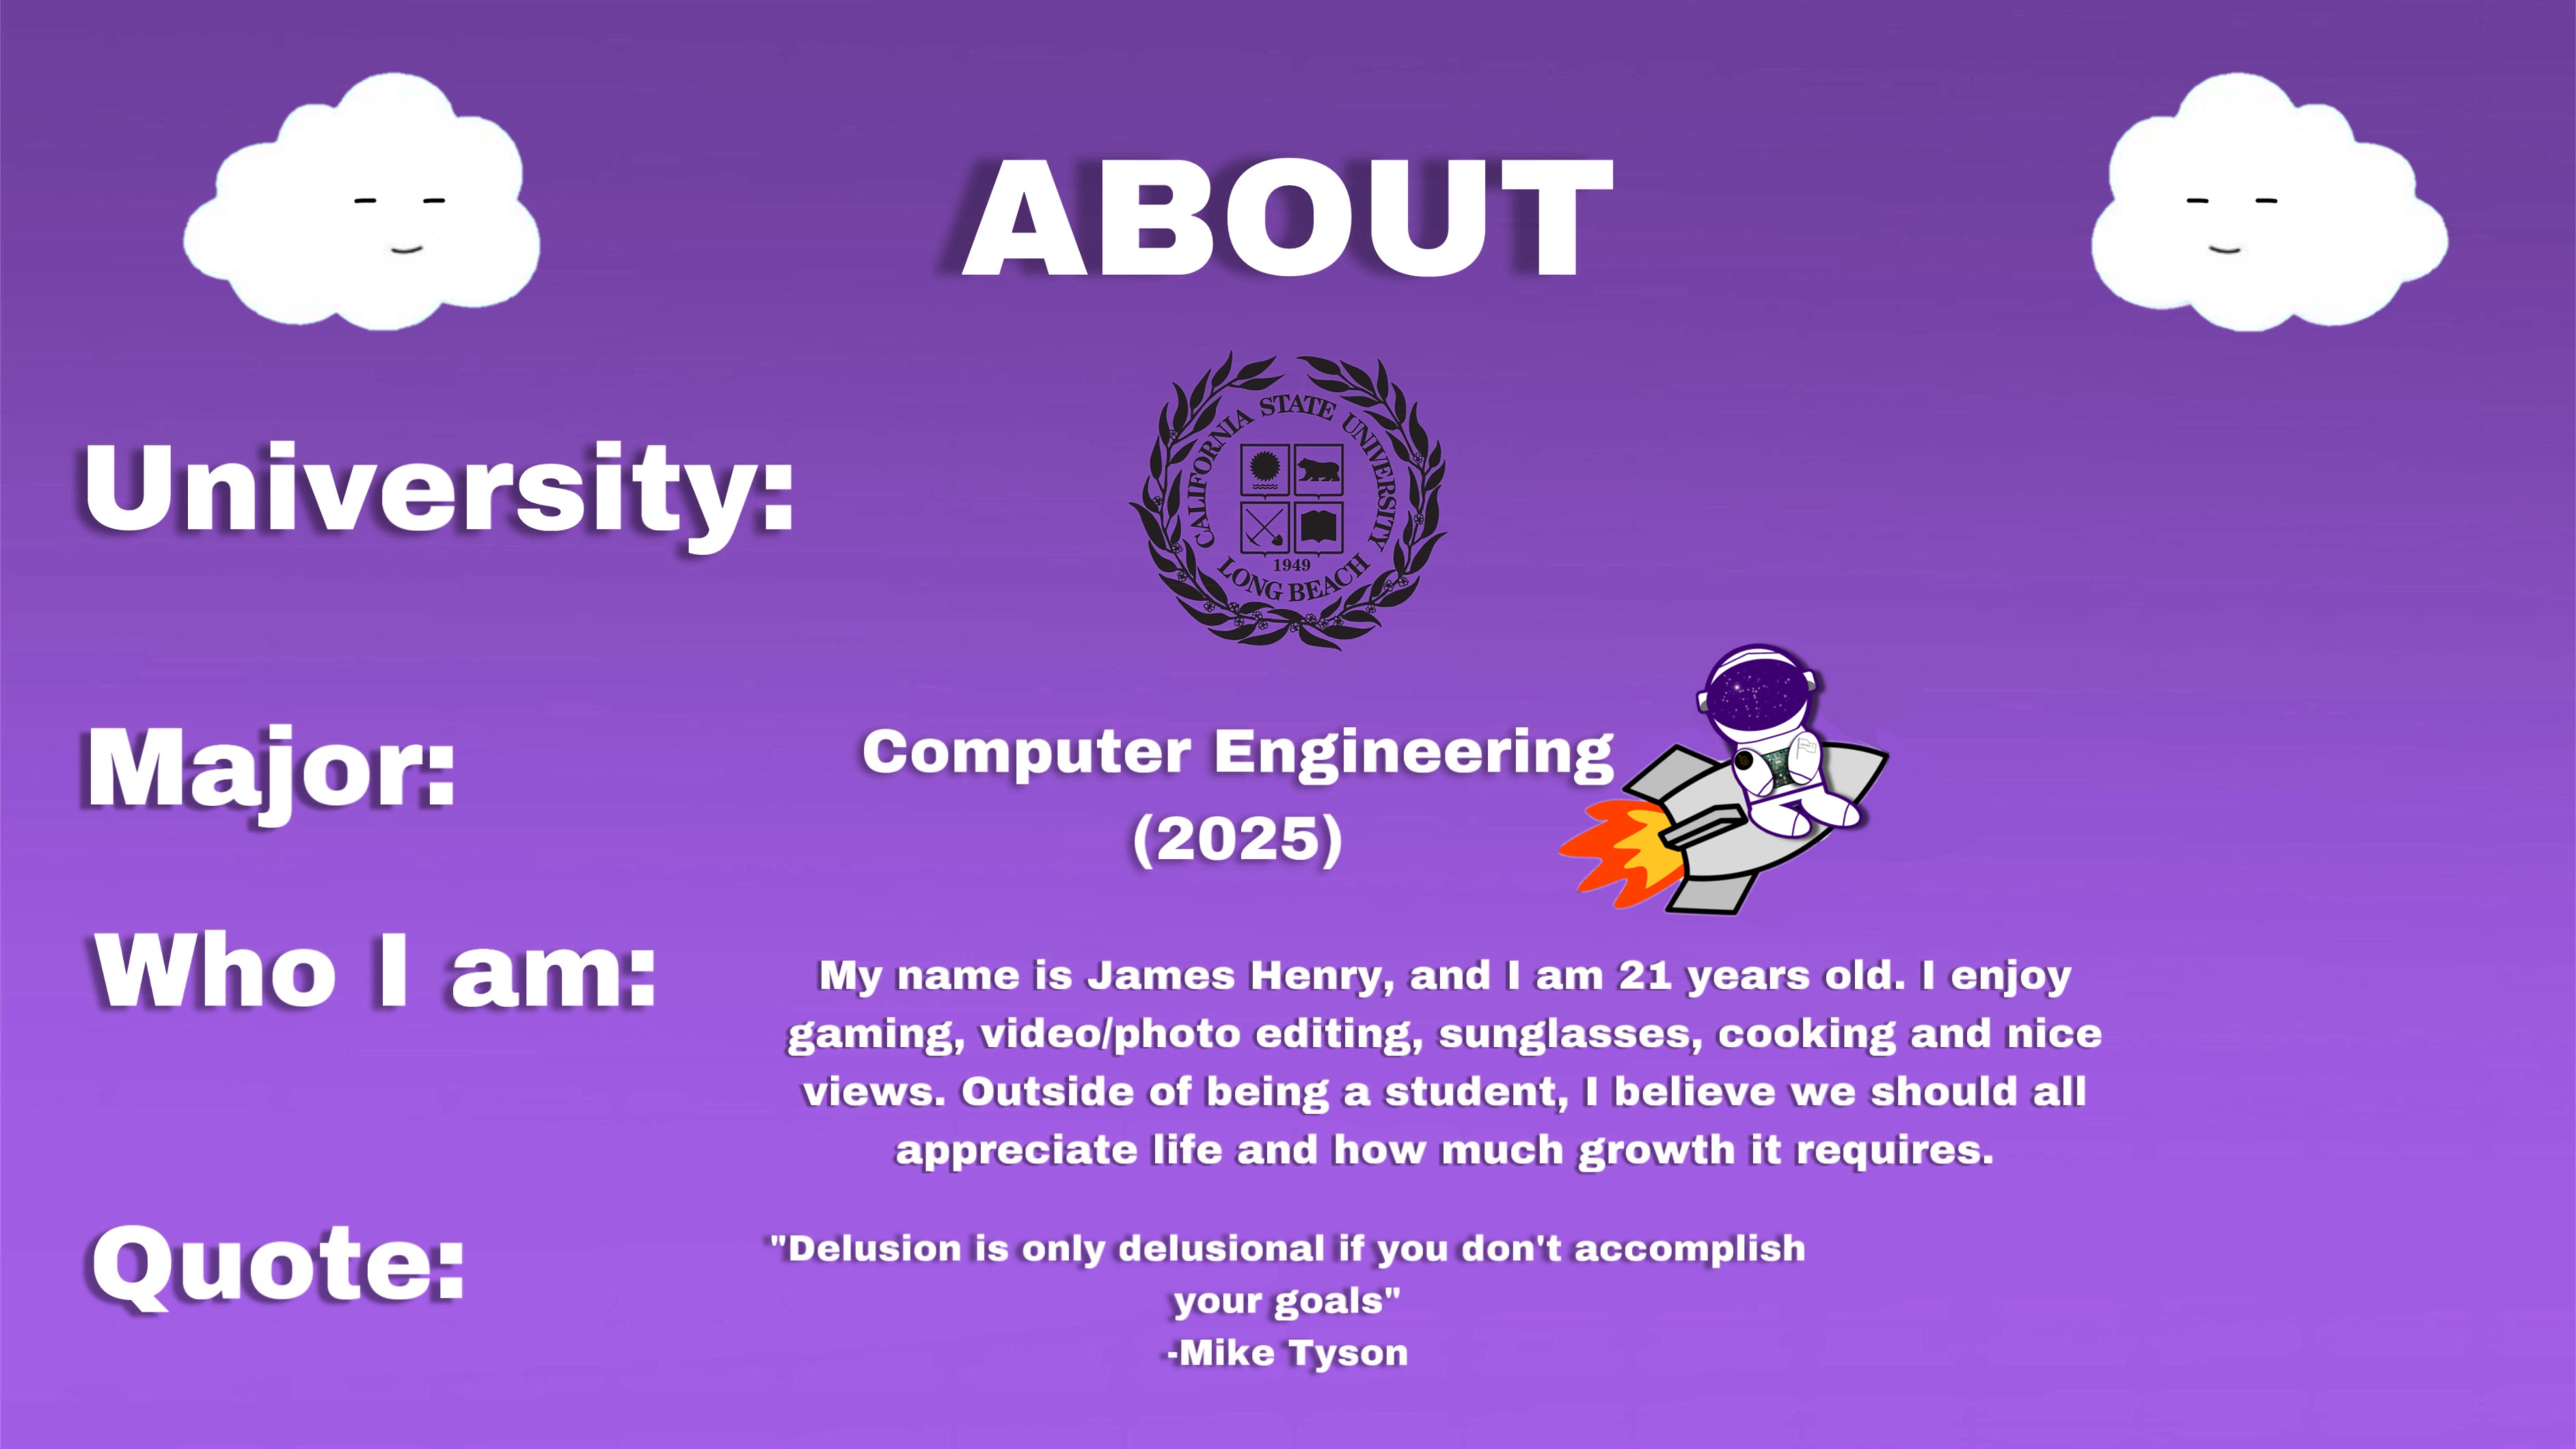 ABOUT
University:
CALIFORNIA STATE UNIVERSITY
1949
LONG BEACH
Major:
Computer Engineering
(2025)
Who I am:
My name is James Henry, and I am 21 years old. I enjoy
gaming, video/photo editing, sunglasses, cooking and nice
views. Outside of being a student, I believe we should all
appreciate life and how much growth it requires.
Quote:
"Delusion is only delusional if you don't accomplish
your goals"
-Mike Tyson